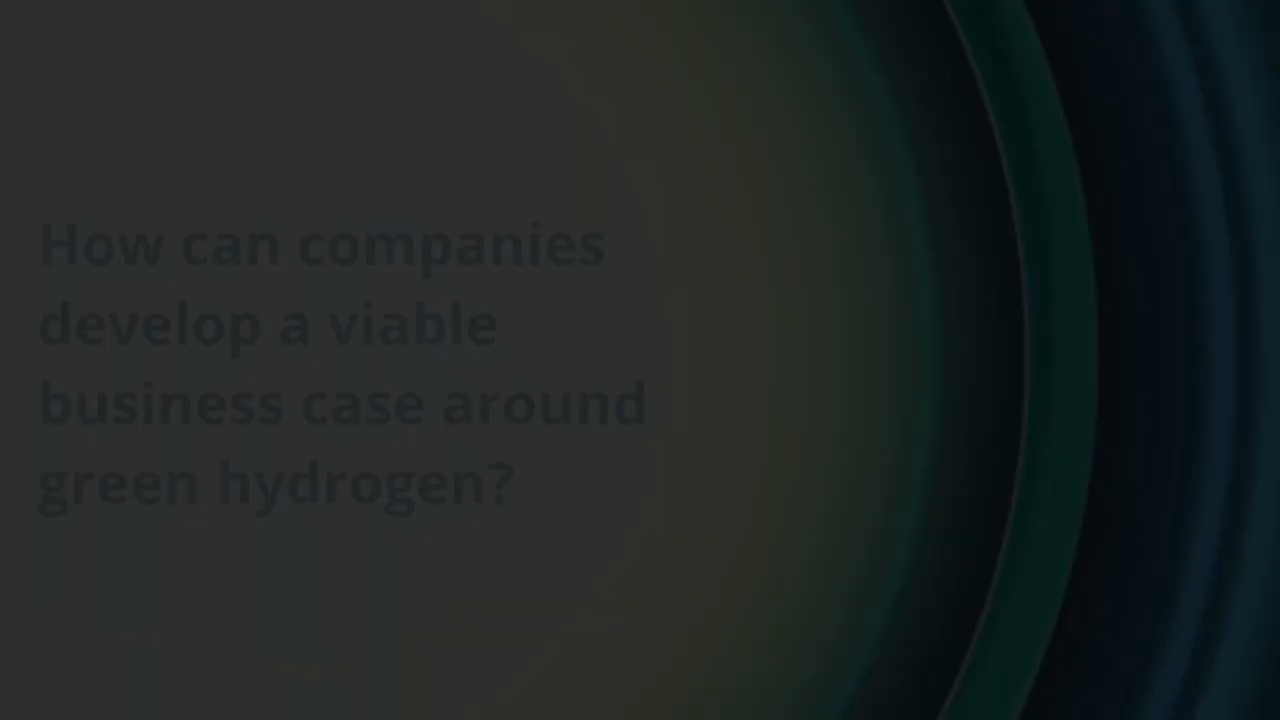 How can companies
develop a viable
business case around
green hydrogen?